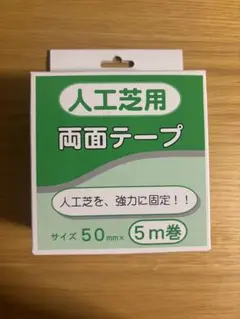 人工芝用
両面テープ
人工芝を、強力に固定！！
サイズ 50mm× 5m巻